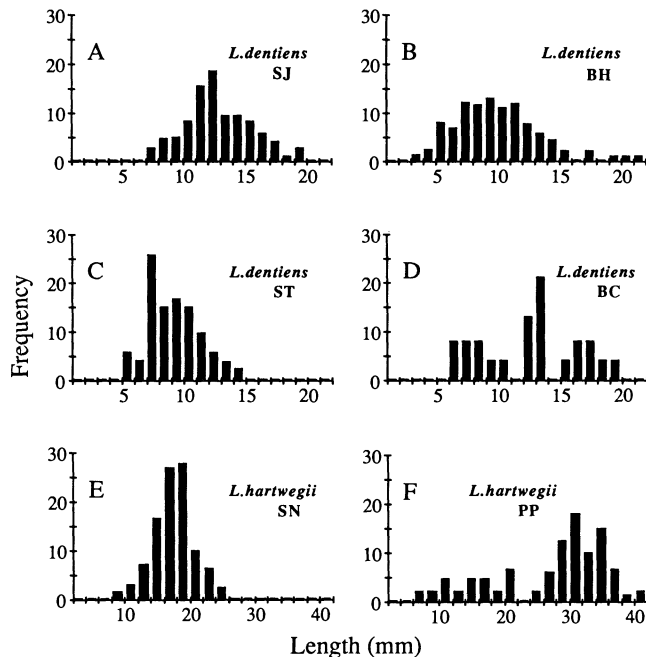 30 30
A L.dentiens B L.dentiens
20 SJ 20 BH
10 10
0 0
5 10 15 20 5 10 15 20
30 30
C L.dentiens D L.dentiens
20 ST 20 BC
10 10
0 0
5 10 15 20 5 10 15 20
Frequency
30 30
E L.hartwegii L.hartwegii F
20 SN 20 PP
10 10
0 0
10 20 30 40 10 20 30 40
Length (mm)